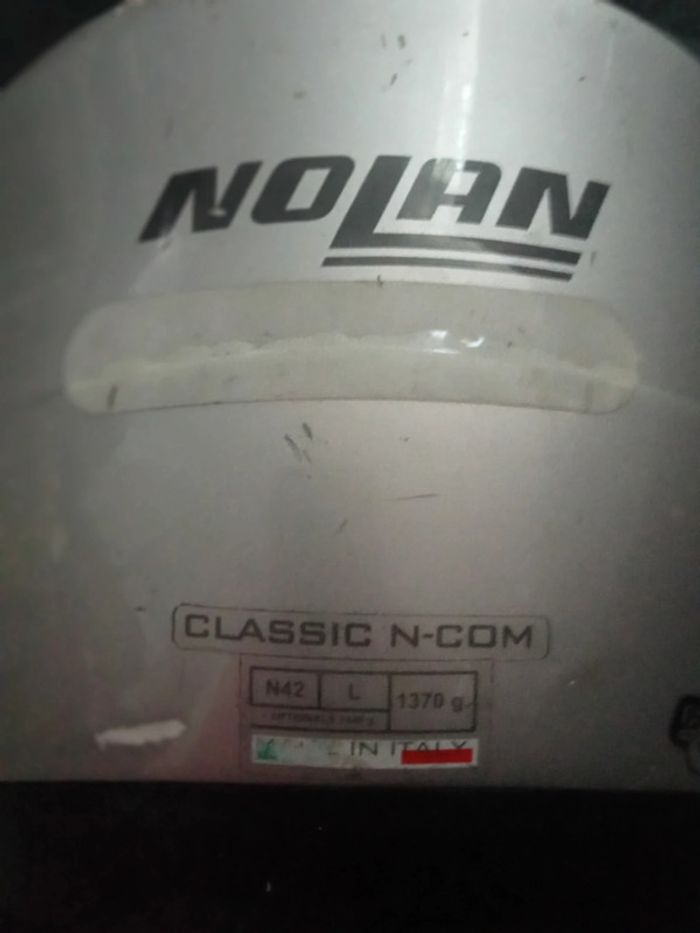 NOLAN
CLASSIC N-COM
N42 L 1370 g
IN ITALY